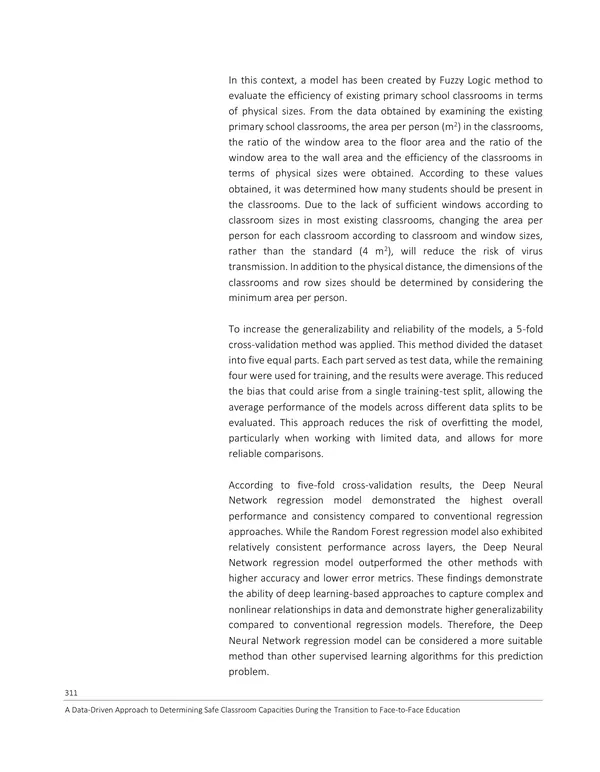 In this context, a model has been created by Fuzzy Logic method to
evaluate the efficiency of existing primary school classrooms in terms
of physical sizes. From the data obtained by examining the existing
primary school classrooms, the area per person (m²) in the classrooms,
the ratio of the window area to the floor area and the ratio of the
window area to the wall area and the efficiency of the classrooms in
terms of physical sizes were obtained. According to these values
obtained, it was determined how many students should be present in
the classrooms. Due to the lack of sufficient windows according to
classroom sizes in most existing classrooms, changing the area per
person for each classroom according to classroom and window sizes,
rather than the standard (4 m²), will reduce the risk of virus
transmission. In addition to the physical distance, the dimensions of the
classrooms and row sizes should be determined by considering the
minimum area per person.
To increase the generalizability and reliability of the models, a 5-fold
cross-validation method was applied. This method divided the dataset
into five equal parts. Each part served as test data, while the remaining
four were used for training, and the results were average. This reduced
the bias that could arise from a single training-test split, allowing the
average performance of the models across different data splits to be
evaluated. This approach reduces the risk of overfitting the model,
particularly when working with limited data, and allows for more
reliable comparisons.
According to five-fold cross-validation results, the Deep Neural
Network regression model demonstrated the highest overall
performance and consistency compared to conventional regression
approaches. While the Random Forest regression model also exhibited
relatively consistent performance across layers, the Deep Neural
Network regression model outperformed the other methods with
higher accuracy and lower error metrics. These findings demonstrate
the ability of deep learning-based approaches to capture complex and
nonlinear relationships in data and demonstrate higher generalizability
compared to conventional regression models. Therefore, the Deep
Neural Network regression model can be considered a more suitable
method than other supervised learning algorithms for this prediction
problem.
311
A Data-Driven Approach to Determining Safe Classroom Capacities During the Transition to Face-to-Face Education